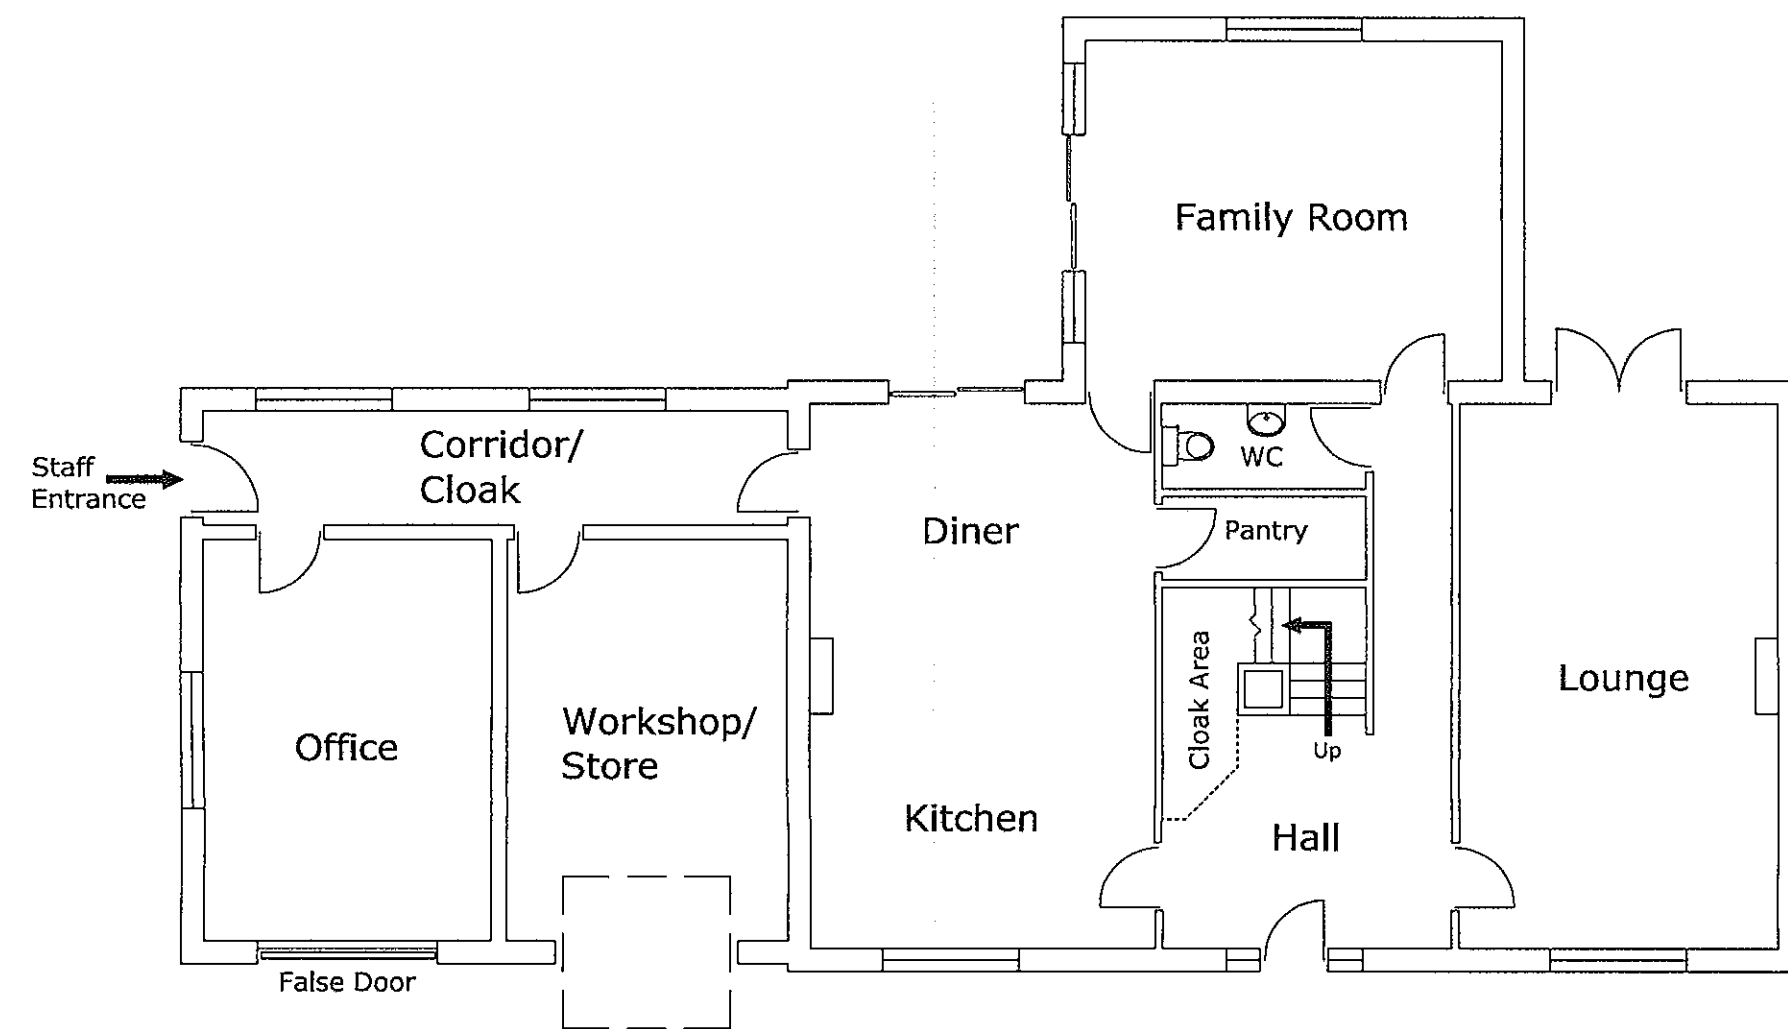 Family Room
Corridor/
Cloak
Staff
Entrance
WC
Diner
Pantry
Cloak Area
Lounge
Office
Workshop/
Store
Up
Kitchen
Hall
False Door